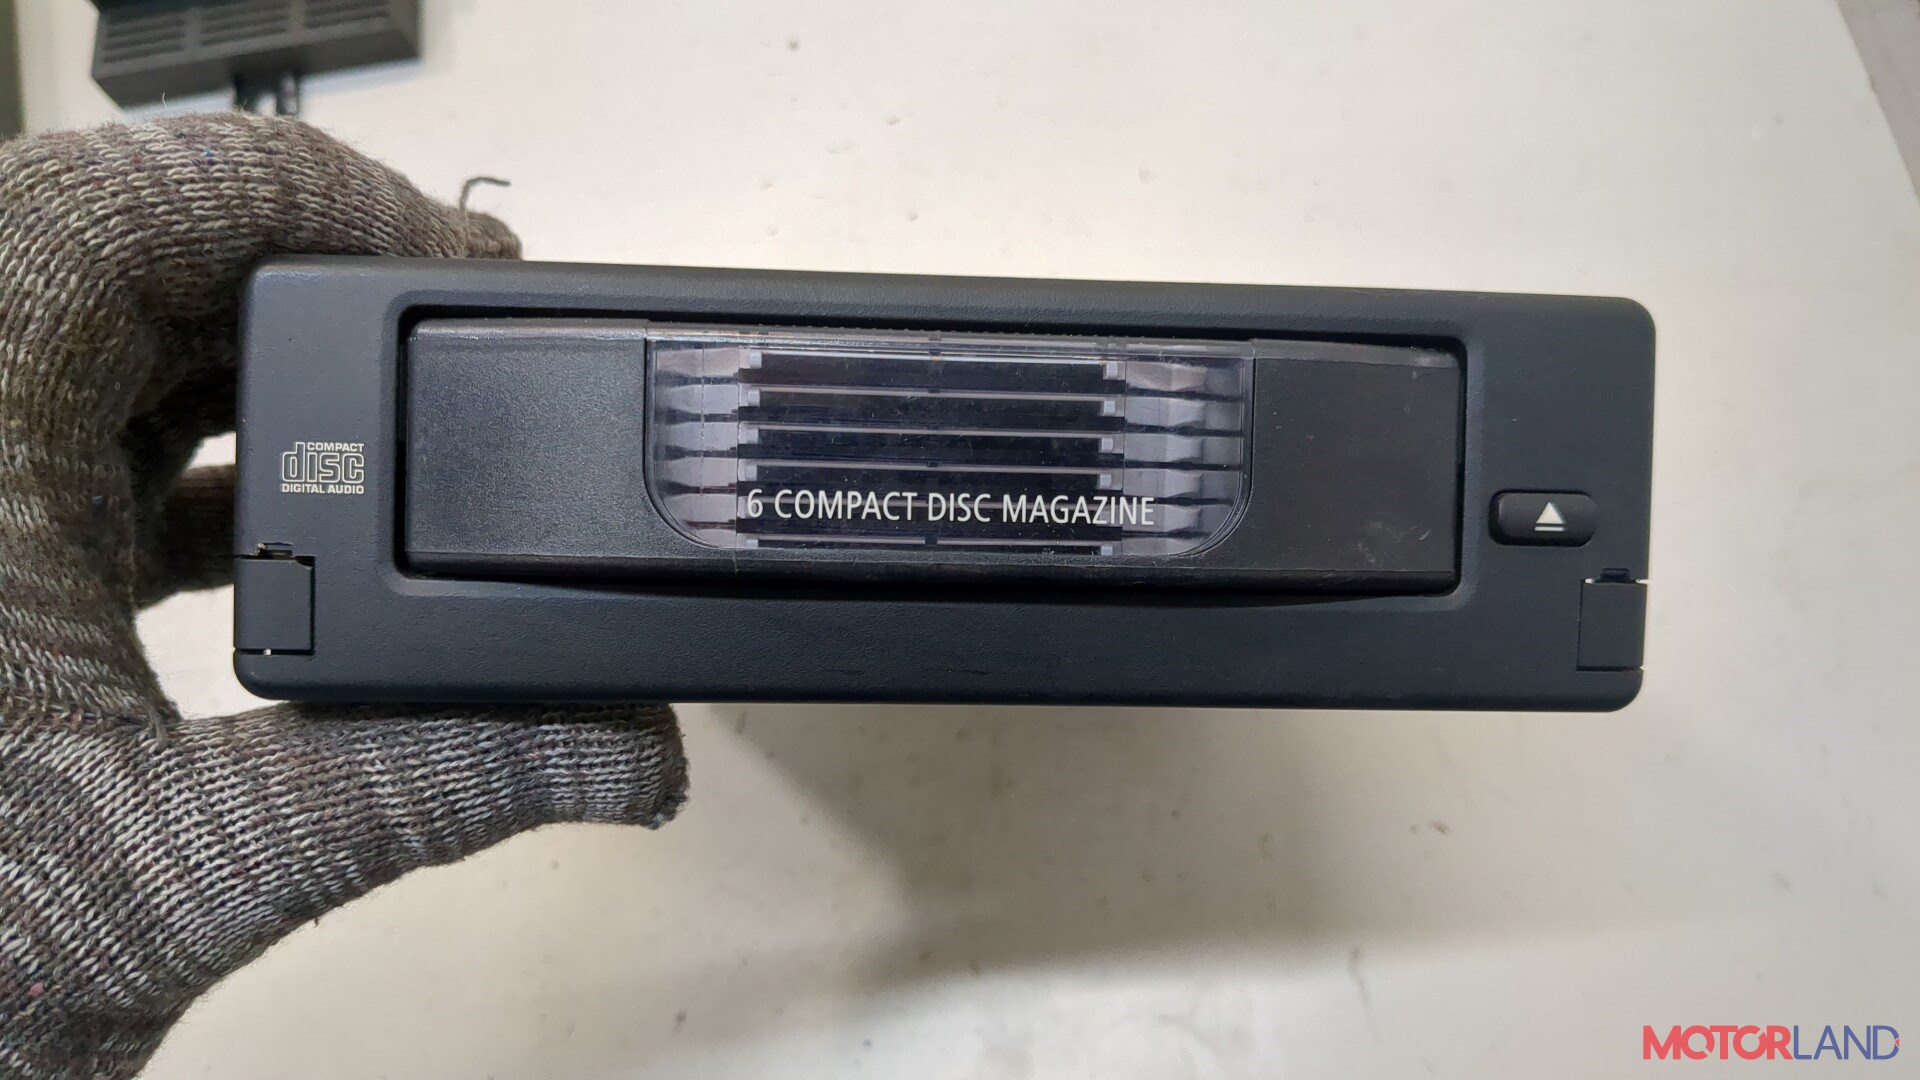 COMPACT
disc
DIGITAL AUDIO
6 COMPACT DISC MAGAZINE
MOTORLAND